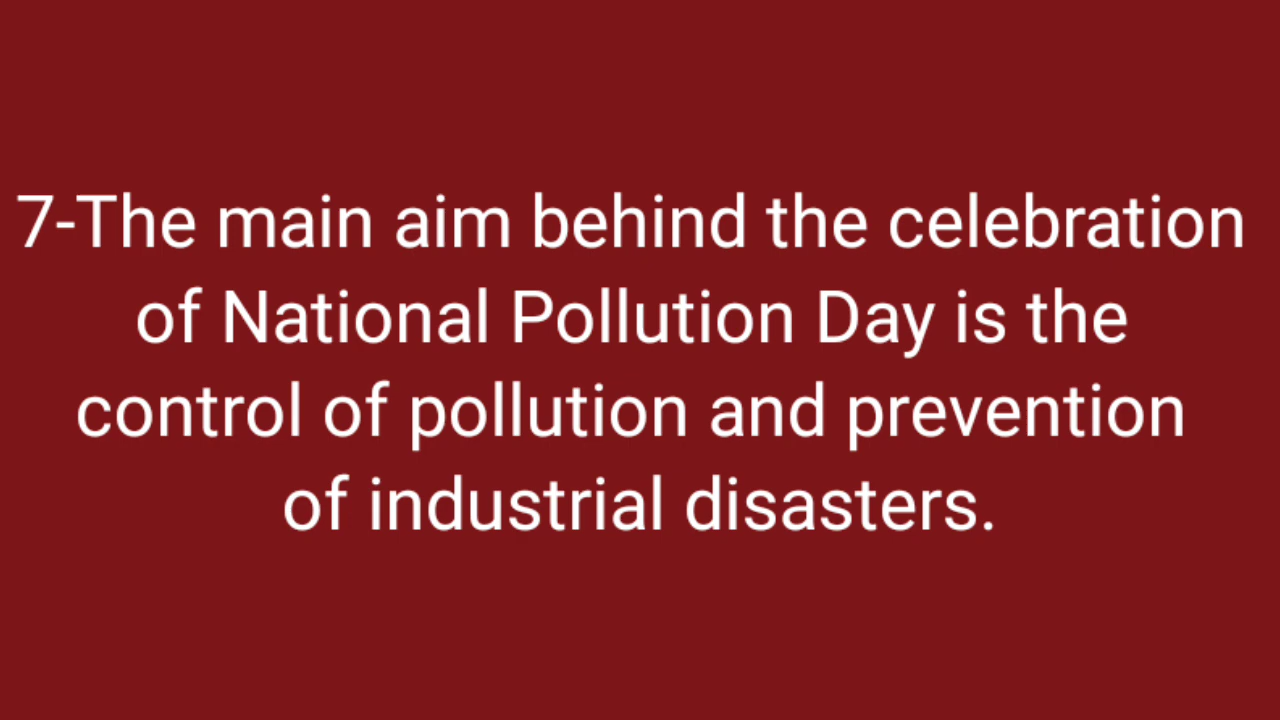 7-The main aim behind the celebration
of National Pollution Day is the
control of pollution and prevention
of industrial disasters.